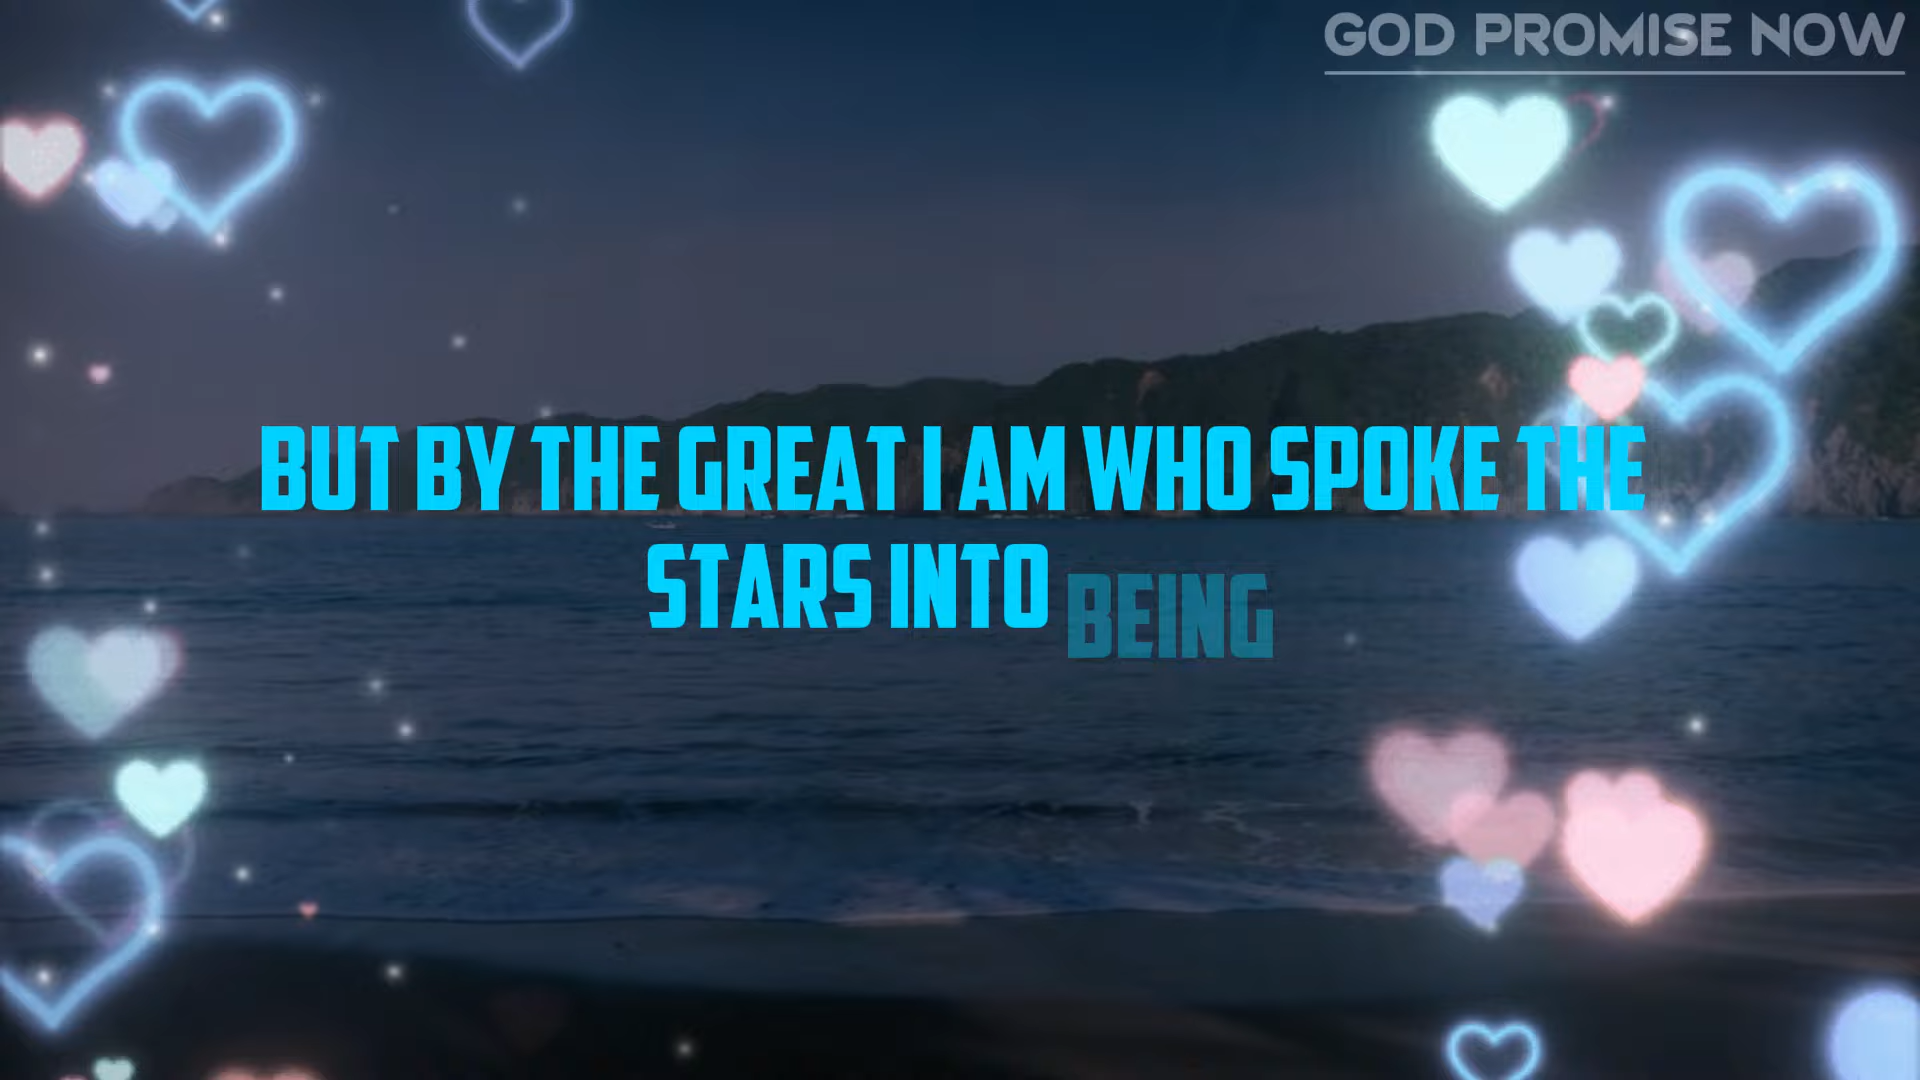 GOD PROMISE NOW
BUT BY THE GREAT I AM WHO SPOKE THE
STARS INTO BEING